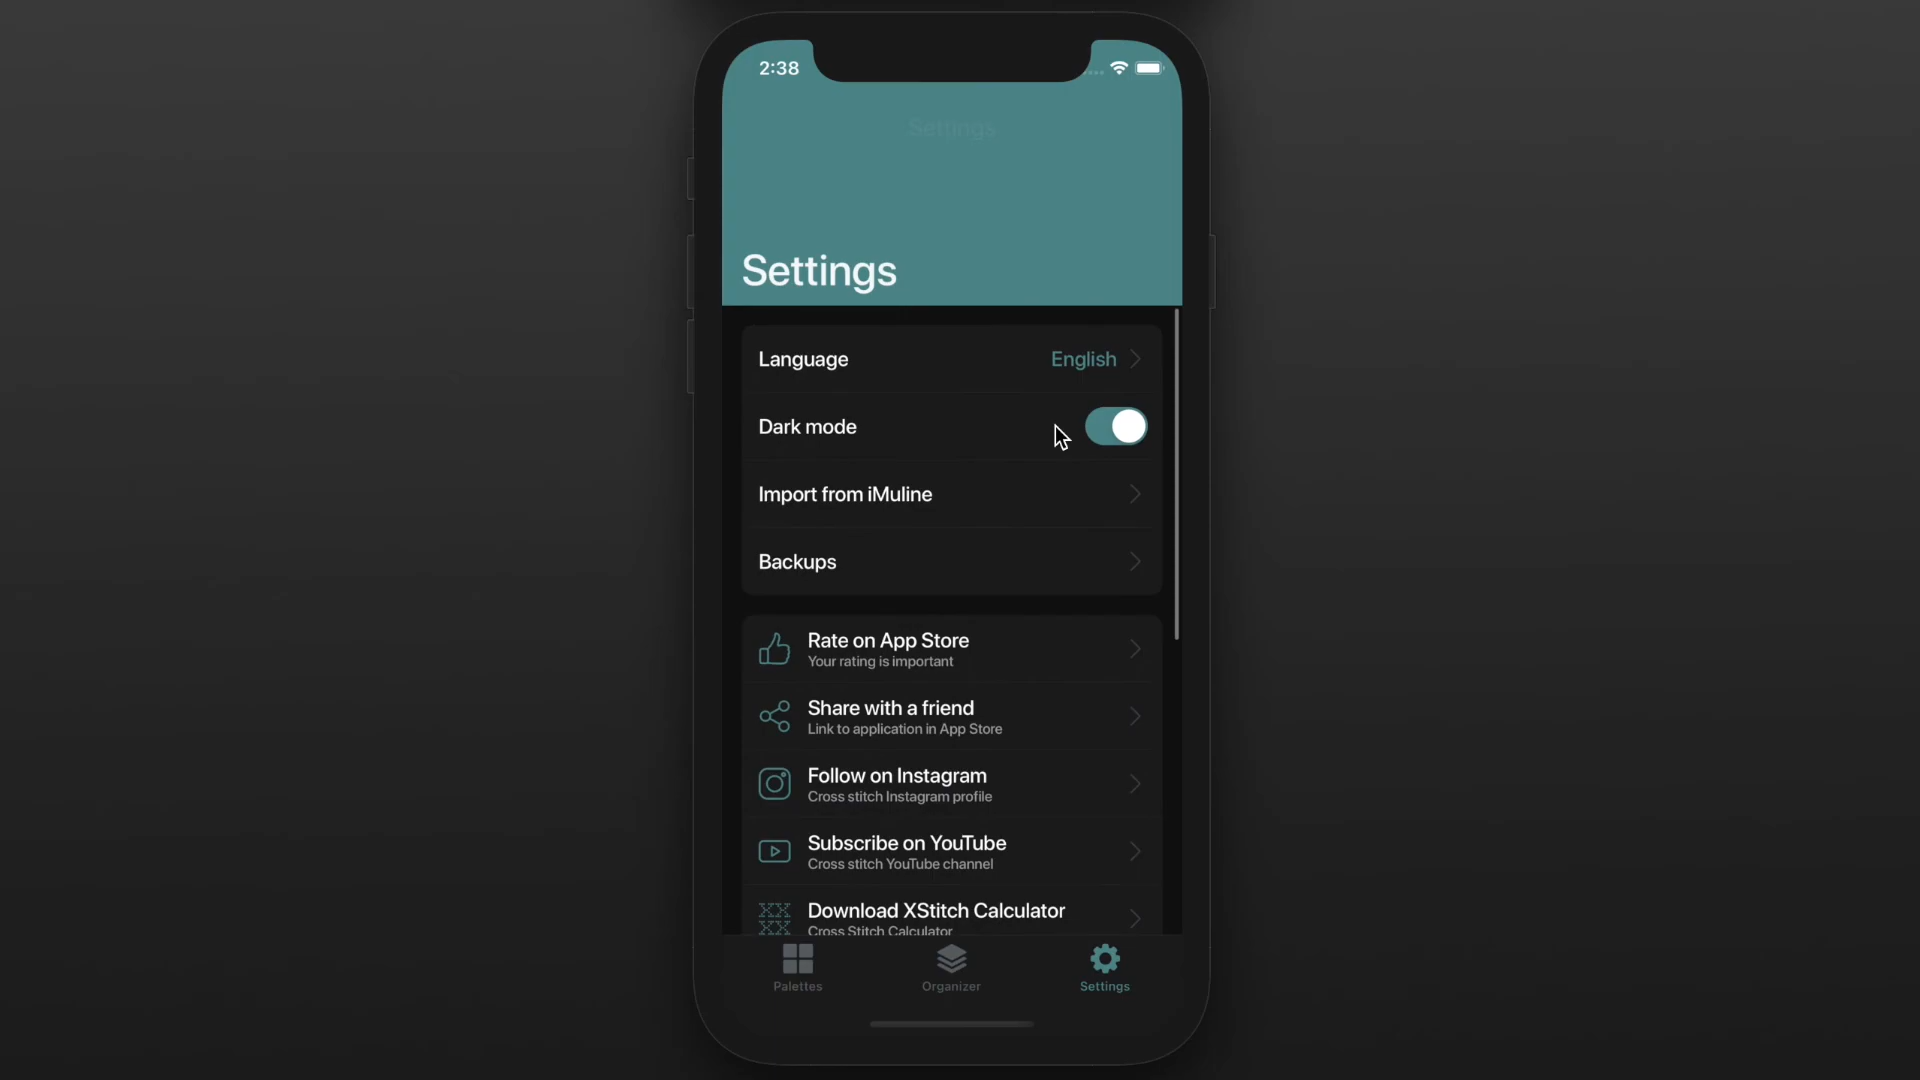 2:38
Settings
Settings
Language
English
Dark mode
Import from iMuline
Backups
Rate on App Store
Your rating is important
Share with a friend
Link to application in App Store
Follow on Instagram
Cross stitch Instagram profile
Subscribe on YouTube
Cross stitch YouTube channel
Download XStitch Calculator
Cross Stitch Calculator
Palettes
Organizer
Settings